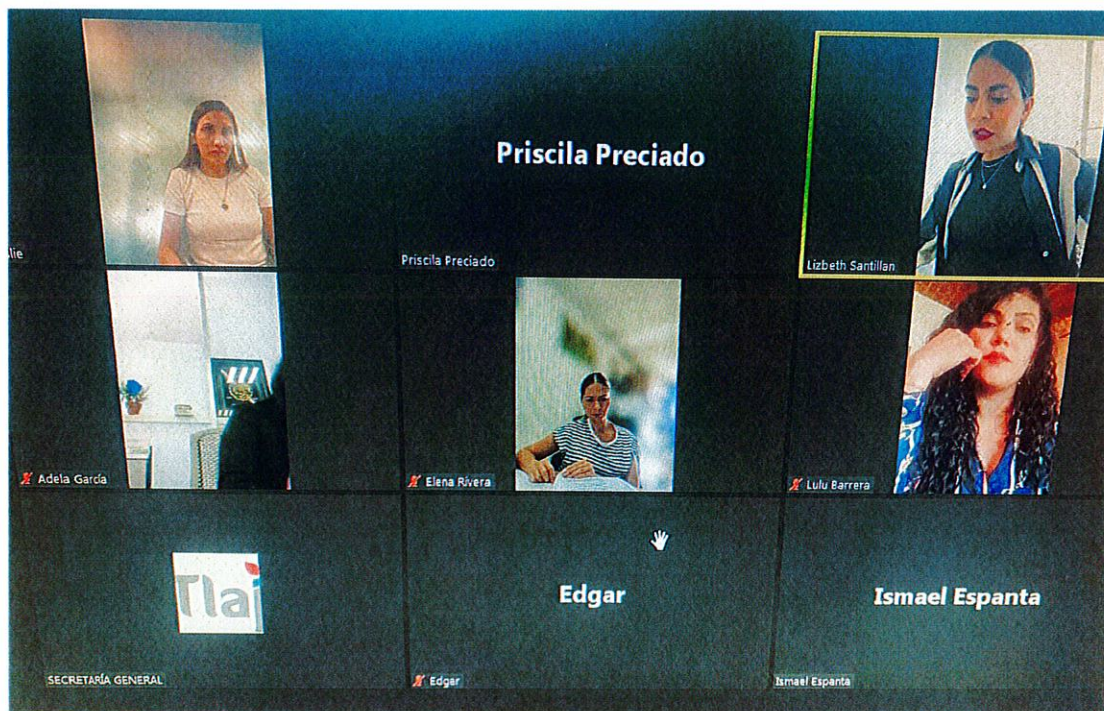 Priscila Preciado
lie
Priscila Preciado
Lizbeth Santillan
Adela García
Elena Rivera
Lulu Barrera
Tlaj
Edgar
Ismael Espanta
SECRETARÍA GENERAL
Edgar
Ismael Espanta